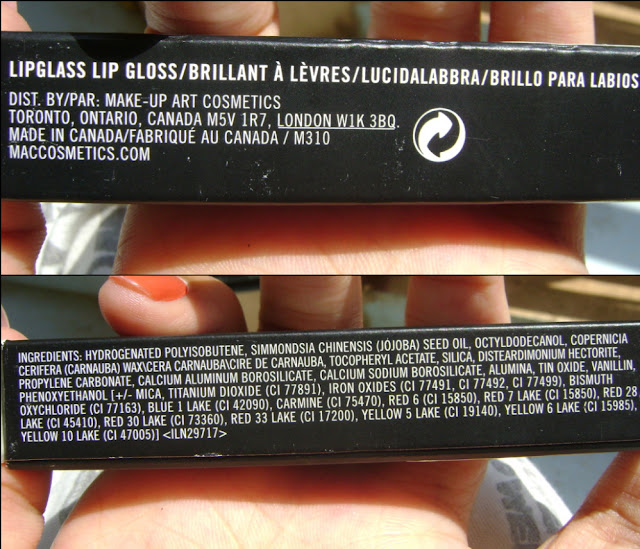 LIPGLASS LIP GLOSS/BRILLANT À LÈVRES/LUCIDALABBRA/BRILLO PARA LABIOS
DIST. BY/PAR: MAKE-UP ART COSMETICS
TORONTO, ONTARIO, CANADA M5V 1R7, LONDON W1K 3BQ.
MADE IN CANADA/FABRIQUÉ AU CANADA / M310
MACCOSMETICS.COM
INGREDIENTS: HYDROGENATED POLYISOBUTENE, SIMMONDSIA CHINENSIS (JOJOBA) SEED OIL, OCTYLDODECANOL, COPERNICIA
CERIFERA (CARNAUBA) WAX\CERA CARNAUBA\CIRE DE CARNAUBA, TOCOPHERYL ACETATE, SILICA, DISTEARDIMONIUM HECTORITE,
PROPYLENE CARBONATE, CALCIUM ALUMINUM BOROSILICATE, CALCIUM SODIUM BOROSILICATE, ALUMINA, TIN OXIDE, VANILLIN,
PHENOXYETHANOL [+/- MICA, TITANIUM DIOXIDE (CI 77891), IRON OXIDES (CI 77491, CI 77492, CI 77499), BISMUTH
OXYCHLORIDE (CI 77163), BLUE 1 LAKE (CI 42090), CARMINE (CI 75470), RED 6 (CI 15850), RED 7 LAKE (CI 15850), RED 28
LAKE (CI 45410), RED 30 LAKE (CI 73360), RED 33 LAKE (CI 17200), YELLOW 5 LAKE (CI 19140), YELLOW 6 LAKE (CI 15985),
YELLOW 10 LAKE (CI 47005)] <ILN29717>